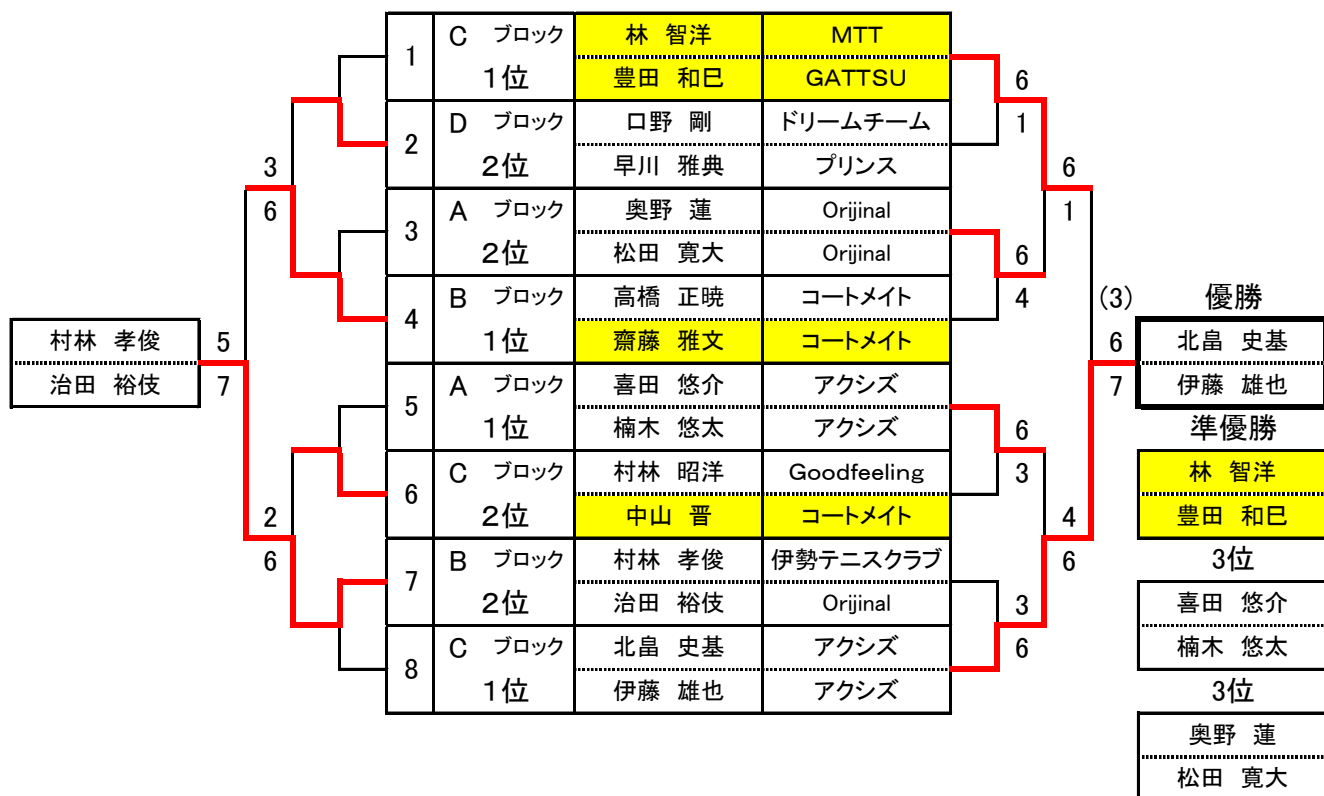 1 C ブロック 1位 林 智洋 MTT
豊田 和巳 GATTSU
6
1
2 D ブロック 2位 口野 剛 ドリームチーム
早川 雅典 プリンス
3
6
6
1
3 A ブロック 2位 奥野 蓮 Orijinal
松田 寛大 Orijinal
6
4
4 B ブロック 1位 高橋 正暁 コートメイト
齋藤 雅文 コートメイト
村林 孝俊 5
治田 裕伎 7
(3) 優勝
6 北畠 史基
7 伊藤 雄也
5 A ブロック 1位 喜田 悠介 アクシズ
楠木 悠太 アクシズ
6
3
準優勝
林 智洋
豊田 和巳
6 C ブロック 2位 村林 昭洋 Goodfeeling
中山 晋 コートメイト
2
6
4
6
3位
喜田 悠介
楠木 悠太
7 B ブロック 2位 村林 孝俊 伊勢テニスクラブ
治田 裕伎 Orijinal
3
6
8 C ブロック 1位 北畠 史基 アクシズ
伊藤 雄也 アクシズ
3位
奥野 蓮
松田 寛大